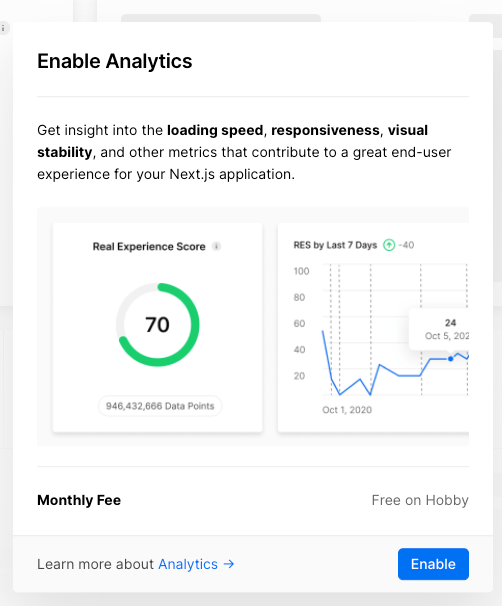 Enable Analytics
Get insight into the loading speed, responsiveness, visual
stability, and other metrics that contribute to a great end-user
experience for your Next.js application.
Real Experience Score i
70
946,432,666 Data Points
RES by Last 7 Days ↑ -40
100
80
60
40
20
24
Oct 5, 202
Oct 1, 2020
Monthly Fee
Free on Hobby
Learn more about Analytics →
Enable